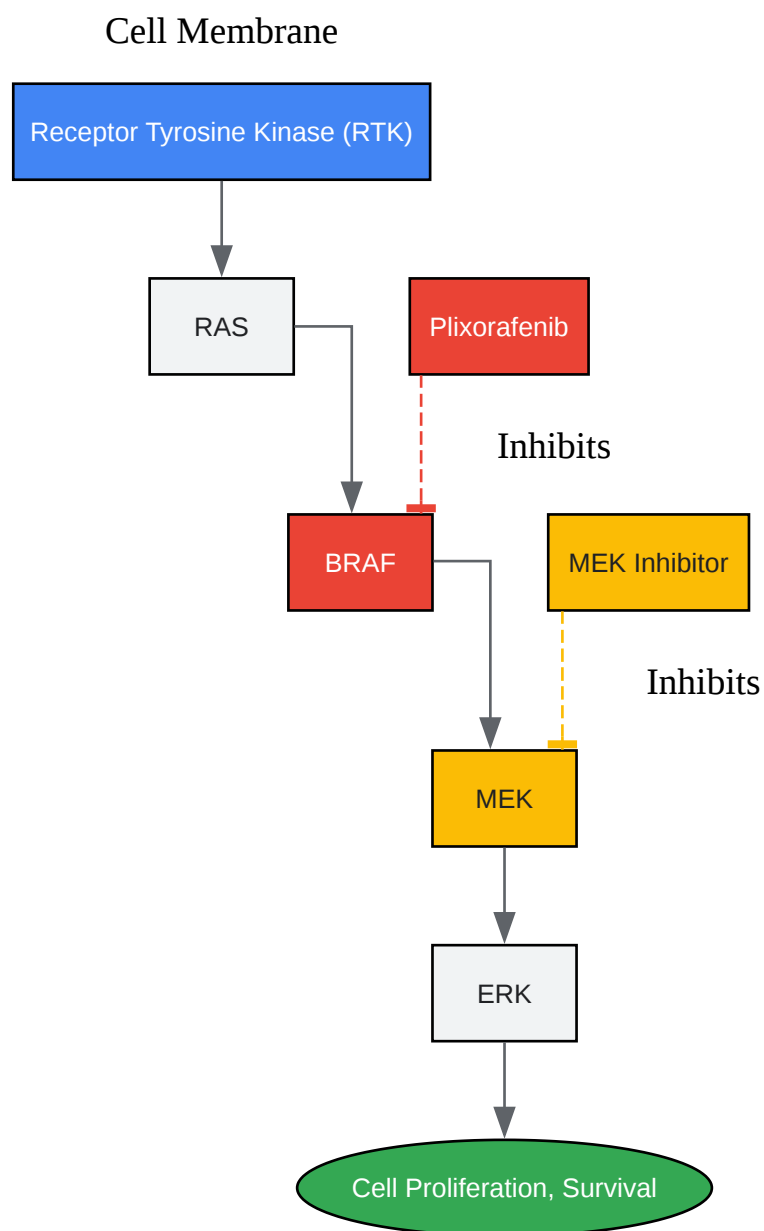 Cell Membrane
Receptor Tyrosine Kinase (RTK)
RAS
Plixorafenib
Inhibits
BRAF
MEK Inhibitor
Inhibits
MEK
ERK
Cell Proliferation, Survival